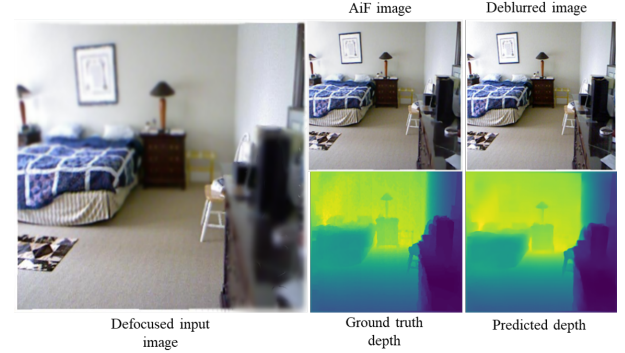 AiF image
Deblurred image
Defocused input
image
Ground truth
depth
Predicted depth